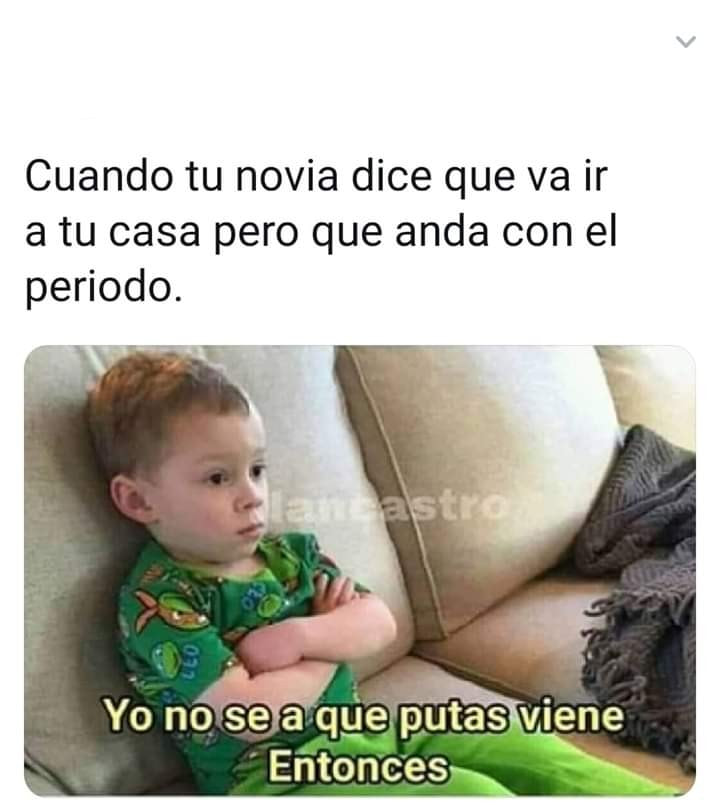 Cuando tu novia dice que va ir
a tu casa pero que anda con el
periodo.
lancastro
Yo no se a que putas viene
Entonces